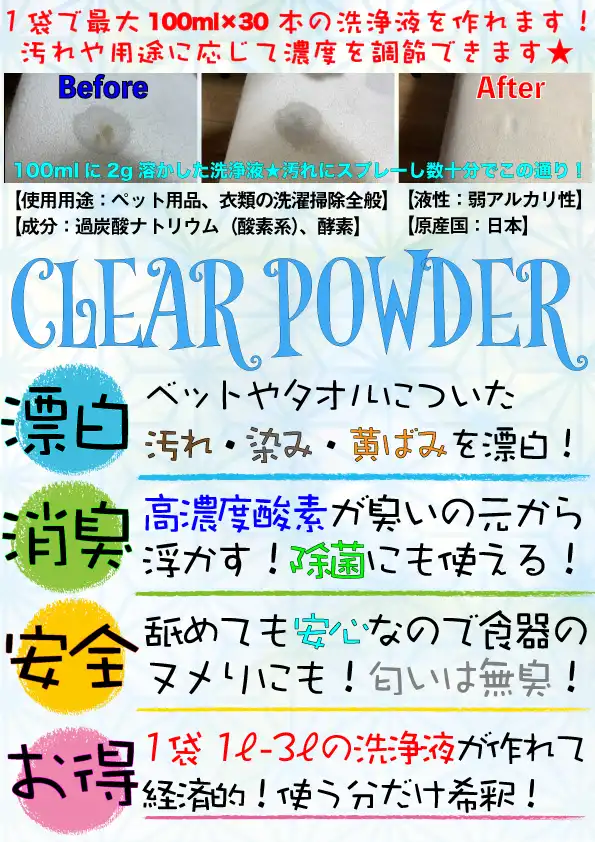 1袋で最大100ml×30本の洗浄液を作れます！
汚れや用途に応じて濃度を調節できます★
Before
After
100mlに2g溶かした洗浄液★汚れにスプレーし数十分でこの通り！
【使用用途：ペット用品、衣類の洗濯掃除全般】【液性：弱アルカリ性】
【成分：過炭酸ナトリウム（酸素系）、酵素】【原産国：日本】
CLEAR POWDER
漂白
ベットやタオルについた
汚れ・染み・黄ばみを漂白！
消臭
高濃度酸素が臭いの元から
浮かす！除菌にも使える！
安全
舐めても安心なので食器の
ヌメリにも！匂いは無臭！
お得
1袋 1ℓ-3ℓの洗浄液が作れて
経済的！使う分だけ希釈！